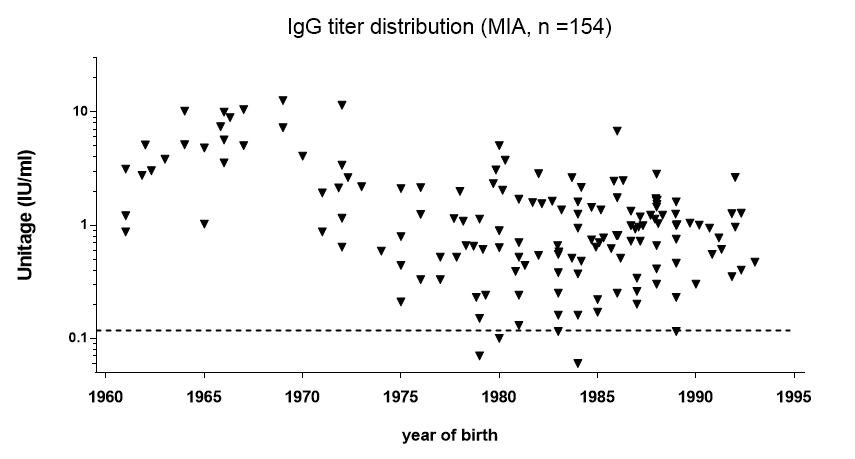 IgG titer distribution (MIA, n =154)
Unitage (IU/ml)
10
1
0.1
1960 1965 1970 1975 1980 1985 1990 1995
year of birth